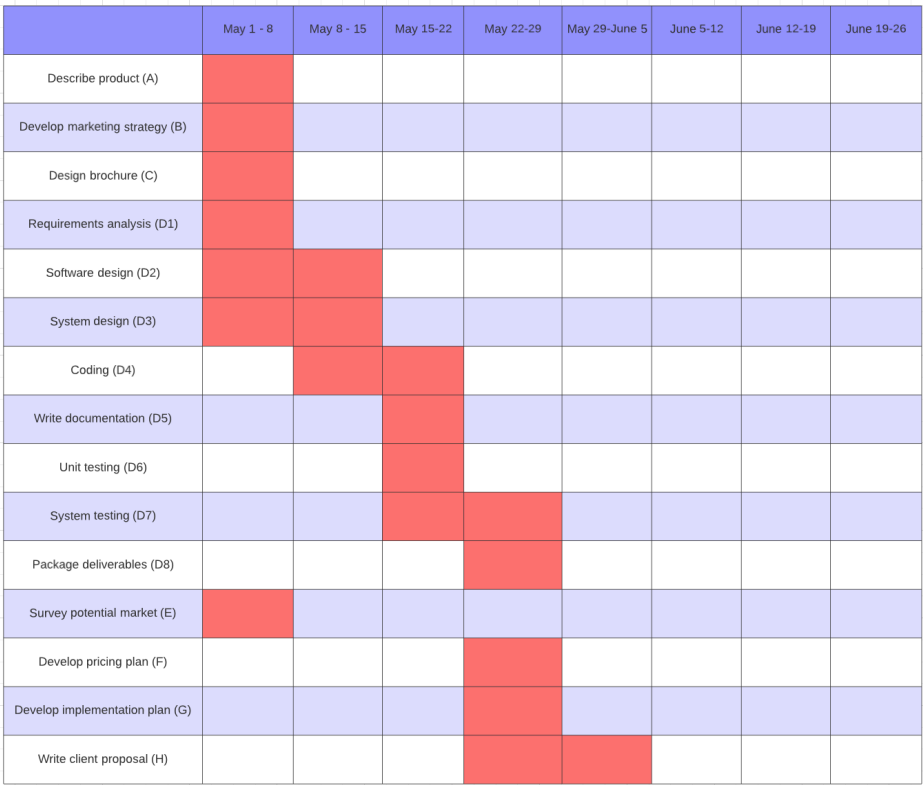 May 1 - 8 May 8 - 15 May 15-22 May 22-29 May 29-June 5 June 5-12 June 12-19 June 19-26
Describe product (A)
Develop marketing strategy (B)
Design brochure (C)
Requirements analysis (D1)
Software design (D2)
System design (D3)
Coding (D4)
Write documentation (D5)
Unit testing (D6)
System testing (D7)
Package deliverables (D8)
Survey potential market (E)
Develop pricing plan (F)
Develop implementation plan (G)
Write client proposal (H)